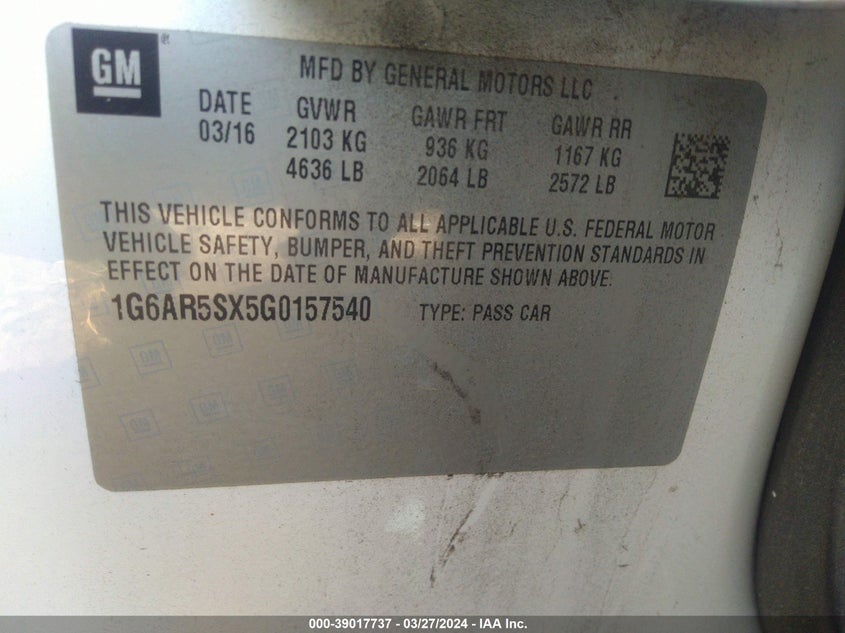 GM®
MFD BY GENERAL MOTORS LLC
DATE GVWR GAWR FRT GAWR RR
03/16 2103 KG 936 KG 1167 KG
4636 LB 2064 LB 2572 LB
THIS VEHICLE CONFORMS TO ALL APPLICABLE U.S. FEDERAL MOTOR
VEHICLE SAFETY, BUMPER, AND THEFT PREVENTION STANDARDS IN
EFFECT ON THE DATE OF MANUFACTURE SHOWN ABOVE.
1G6AR5SX5G0157540 TYPE: PASS CAR
000-39017737 - 03/27/2024 - IAA Inc.